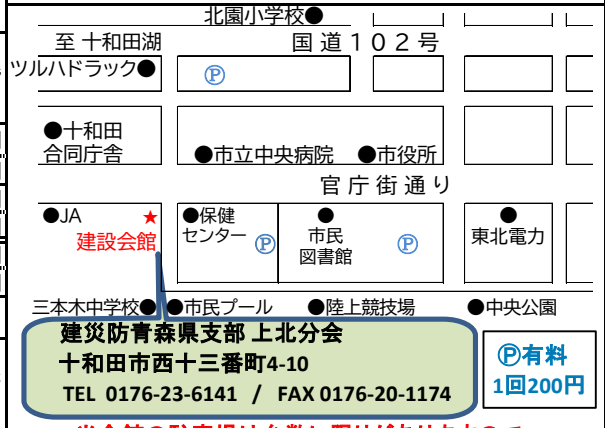 北園小学校●
至 十和田湖 国道102号
ツルハドラック●
Ⓟ
●十和田
合同庁舎
●市立中央病院 ●市役所
官庁街通り
●JA ★
建設会館
●保健
センター Ⓟ
●
市民
図書館
Ⓟ
●
東北電力
三本木中学校● ●市民プール ●陸上競技場 ●中央公園
建災防青森県支部 上北分会
十和田市西十三番町4-10
TEL 0176-23-6141 / FAX 0176-20-1174
Ⓟ有料
1回200円